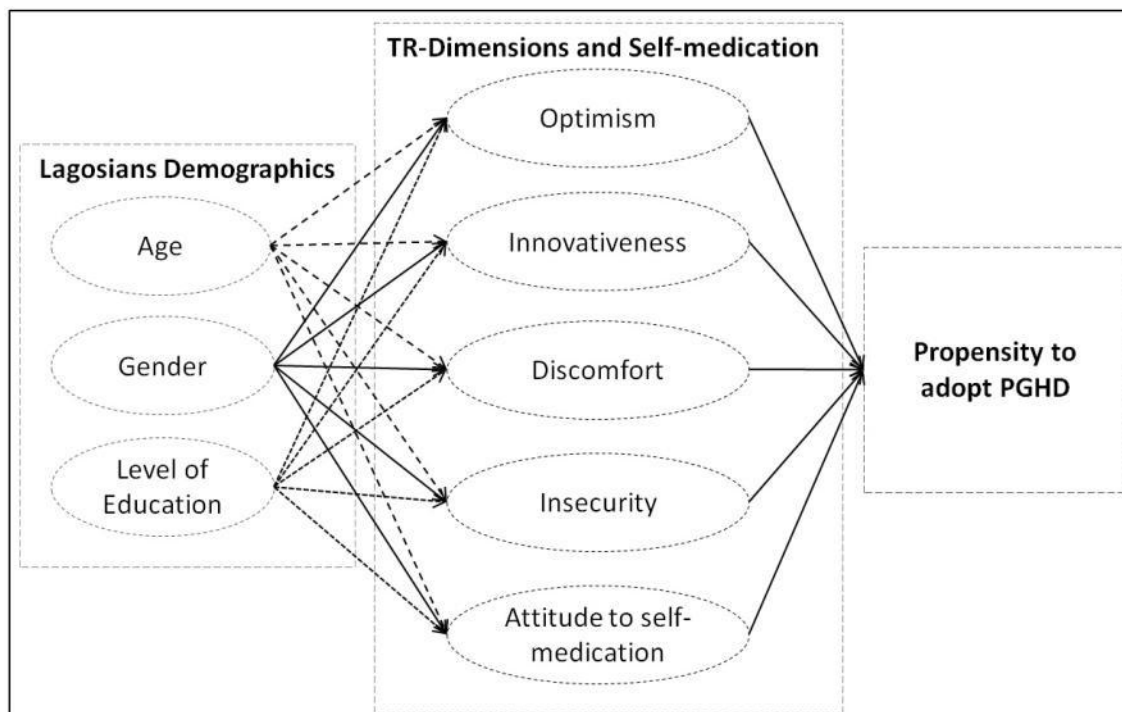 TR-Dimensions and Self-medication
Optimism
Lagosians Demographics
Age
Innovativeness
Gender
Discomfort
Propensity to
adopt PGHD
Level of
Education
Insecurity
Attitude to self-
medication